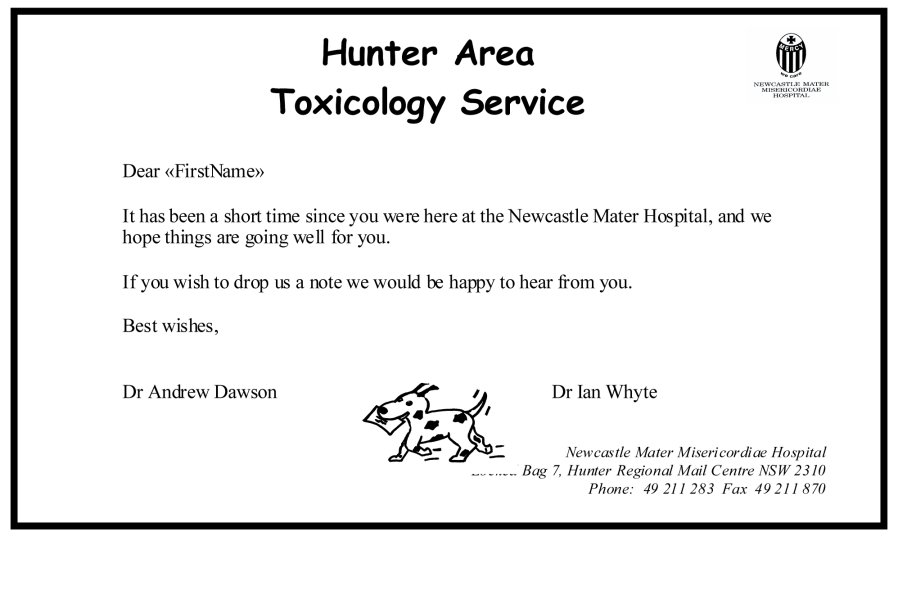 Hunter Area
Toxicology Service
MERCY
we care
NEWCASTLE MATER
MISERICORDIAE
HOSPITAL
Dear «FirstName»
It has been a short time since you were here at the Newcastle Mater Hospital, and we
hope things are going well for you.
If you wish to drop us a note we would be happy to hear from you.
Best wishes,
Dr Andrew Dawson
Dr Ian Whyte
Newcastle Mater Misericordiae Hospital
Bag 7, Hunter Regional Mail Centre NSW 2310
Phone: 49 211 283 Fax 49 211 870